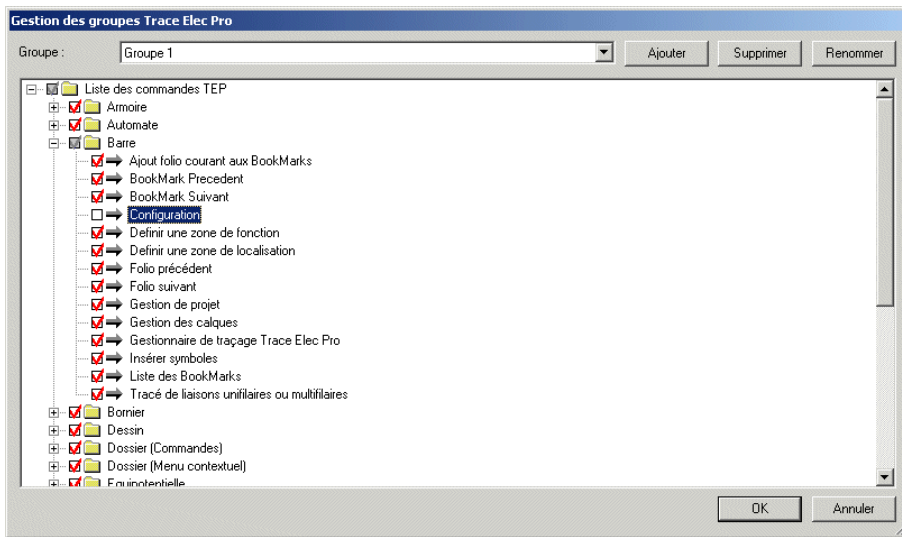 Gestion des groupes Trace Elec Pro
Groupe : Groupe 1 Ajouter Supprimer Renommer
Liste des commandes TEP
Armoire
Automate
Barre
Ajout folio courant aux BookMarks
BookMark Precedent
BookMark Suivant
Configuration
Definir une zone de fonction
Definir une zone de localisation
Folio précédent
Folio suivant
Gestion de projet
Gestion des calques
Gestionnaire de traçage Trace Elec Pro
Insérer symboles
Liste des BookMarks
Tracé de liaisons unifilaires ou multifilaires
Bornier
Dessin
Dossier (Commandes)
Dossier (Menu contextuel)
Equipotentielle
OK Annuler